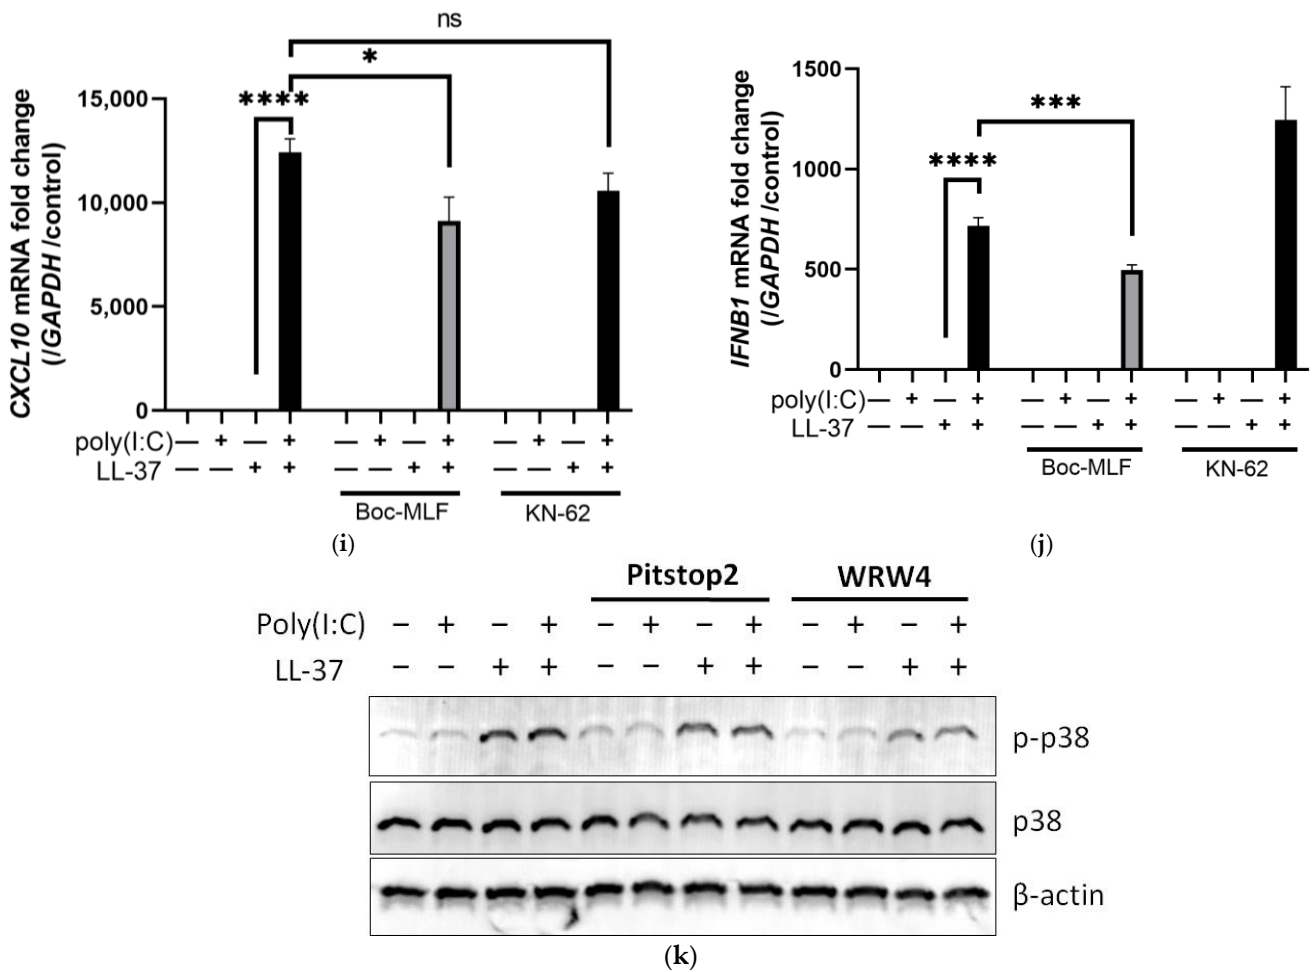 ns
*
****
15,000
10,000
5,000
0
CXCL10 mRNA fold change
(/GAPDH /control)
poly(I:C) — + — + — + — + — + — +
LL-37 — — + + — — + + — — + +
Boc-MLF KN-62
(i)
***
****
1500
1000
500
0
IFNB1 mRNA fold change
(/GAPDH /control)
poly(I:C) — + — + — + — + — + — +
LL-37 — — + + — — + + — — + +
Boc-MLF KN-62
(j)
Pitstop2 WRW4
Poly(I:C) − + − + − + − + − + − +
LL-37 − − + + − − + + − − + +
p-p38
p38
β-actin
(k)